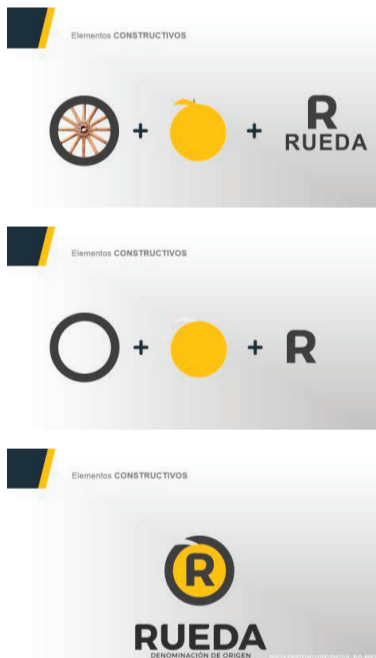 Elementos CONSTRUCTIVOS
+ + R
RUEDA
Elementos CONSTRUCTIVOS
+ + R
Elementos CONSTRUCTIVOS
R
RUEDA
DENOMINACIÓN DE ORIGEN